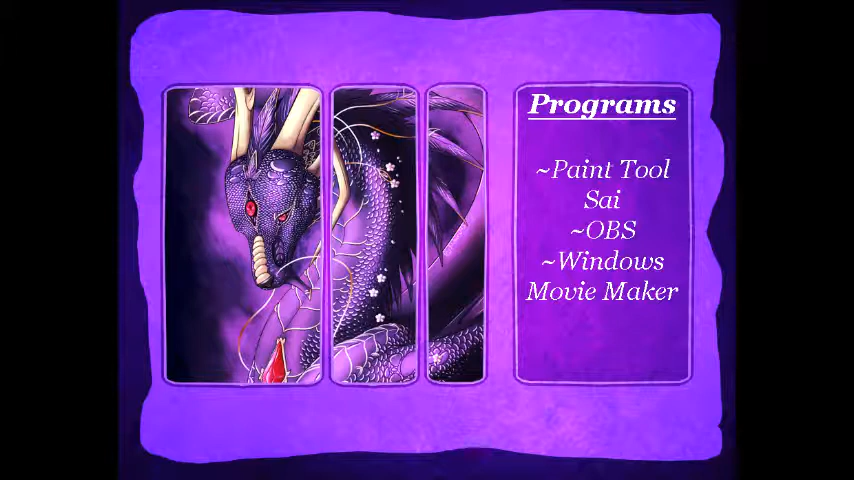 Programs
~Paint Tool
Sai
~OBS
~Windows
Movie Maker